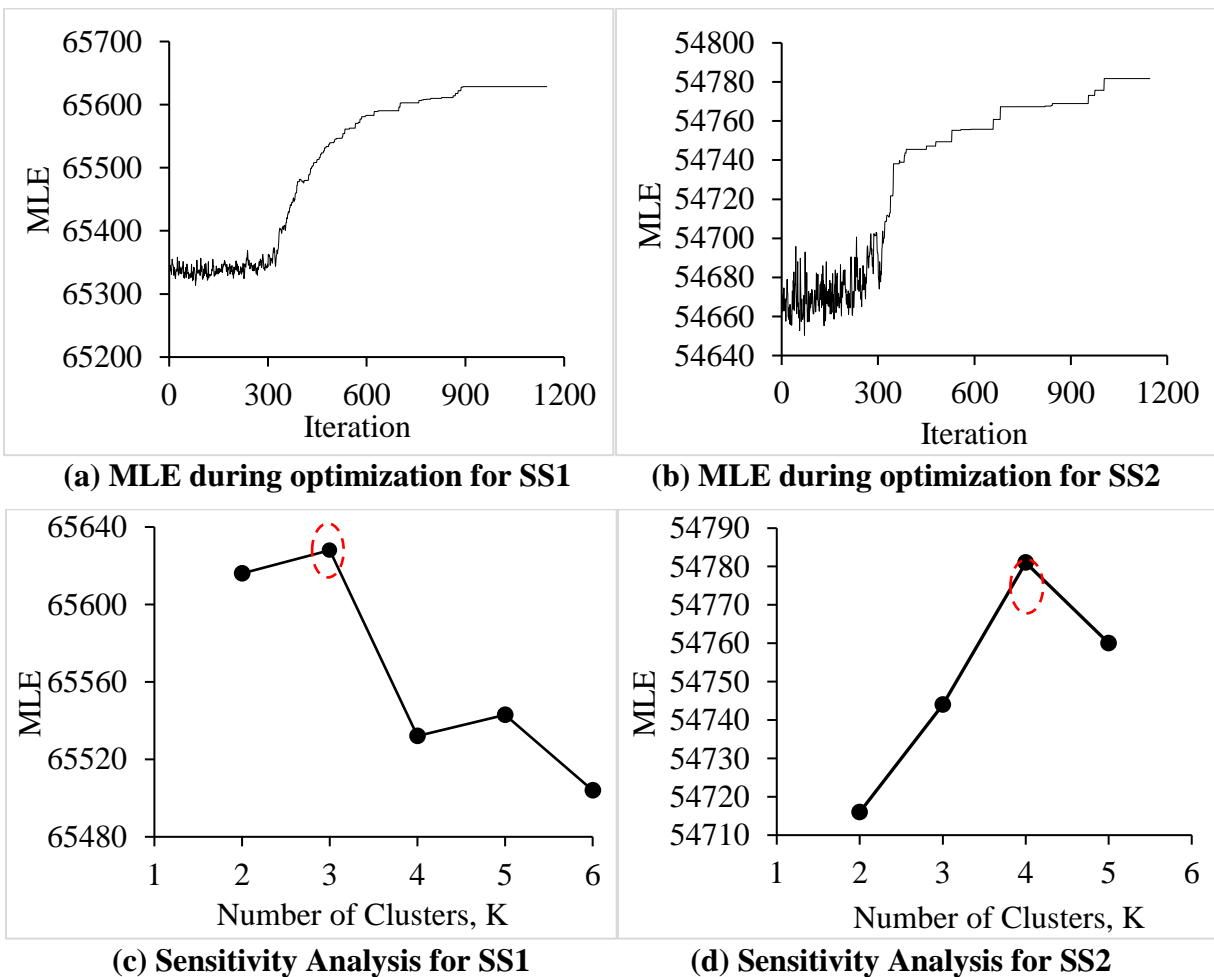 65700
65600
65500
65400
65300
65200
MLE
0 300 600 900 1200
Iteration
(a) MLE during optimization for SS1
54800
54780
54760
54740
54720
54700
54680
54660
54640
MLE
0 300 600 900 1200
Iteration
(b) MLE during optimization for SS2
65640
65600
65560
65520
65480
MLE
1 2 3 4 5 6
Number of Clusters, K
(c) Sensitivity Analysis for SS1
54790
54780
54770
54760
54750
54740
54730
54720
54710
MLE
1 2 3 4 5 6
Number of Clusters, K
(d) Sensitivity Analysis for SS2